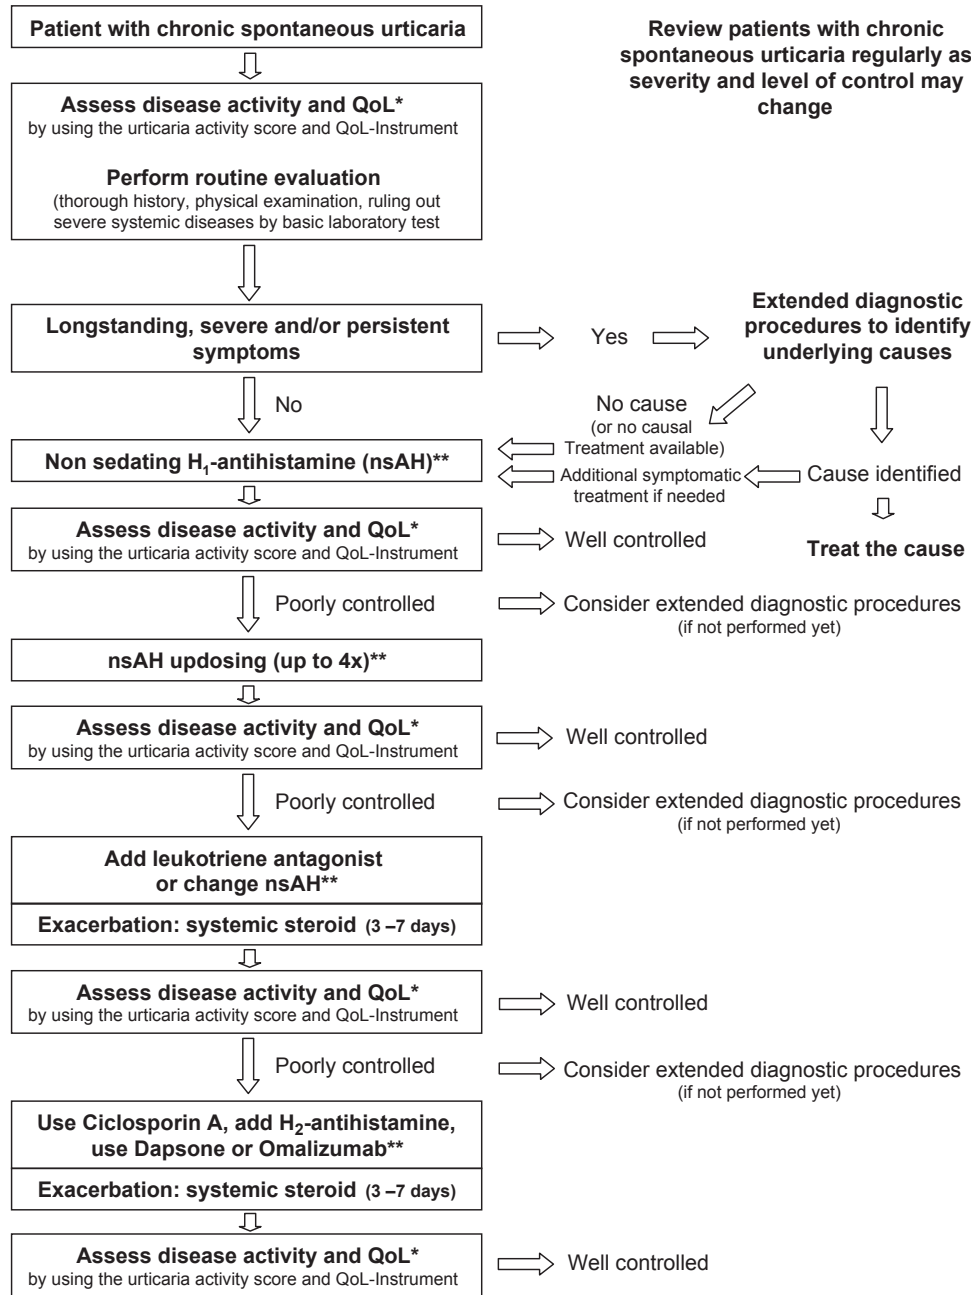 Patient with chronic spontaneous urticaria
Review patients with chronic
spontaneous urticaria regularly as
severity and level of control may
change
Assess disease activity and QoL*
by using the urticaria activity score and QoL-Instrument
Perform routine evaluation
(thorough history, physical examination, ruling out
severe systemic diseases by basic laboratory test
Longstanding, severe and/or persistent
symptoms
Yes
Extended diagnostic
procedures to identify
underlying causes
No
No cause
(or no causal
Treatment available)
Non sedating H₁-antihistamine (nsAH)**
Additional symptomatic
treatment if needed
Cause identified
Treat the cause
Assess disease activity and QoL*
by using the urticaria activity score and QoL-Instrument
Well controlled
Poorly controlled
Consider extended diagnostic procedures
(if not performed yet)
nsAH updosing (up to 4x)**
Assess disease activity and QoL*
by using the urticaria activity score and QoL-Instrument
Well controlled
Poorly controlled
Consider extended diagnostic procedures
(if not performed yet)
Add leukotriene antagonist
or change nsAH**
Exacerbation: systemic steroid (3 –7 days)
Assess disease activity and QoL*
by using the urticaria activity score and QoL-Instrument
Well controlled
Poorly controlled
Consider extended diagnostic procedures
(if not performed yet)
Use Ciclosporin A, add H₂-antihistamine,
use Dapsone or Omalizumab**
Exacerbation: systemic steroid (3 –7 days)
Assess disease activity and QoL*
by using the urticaria activity score and QoL-Instrument
Well controlled